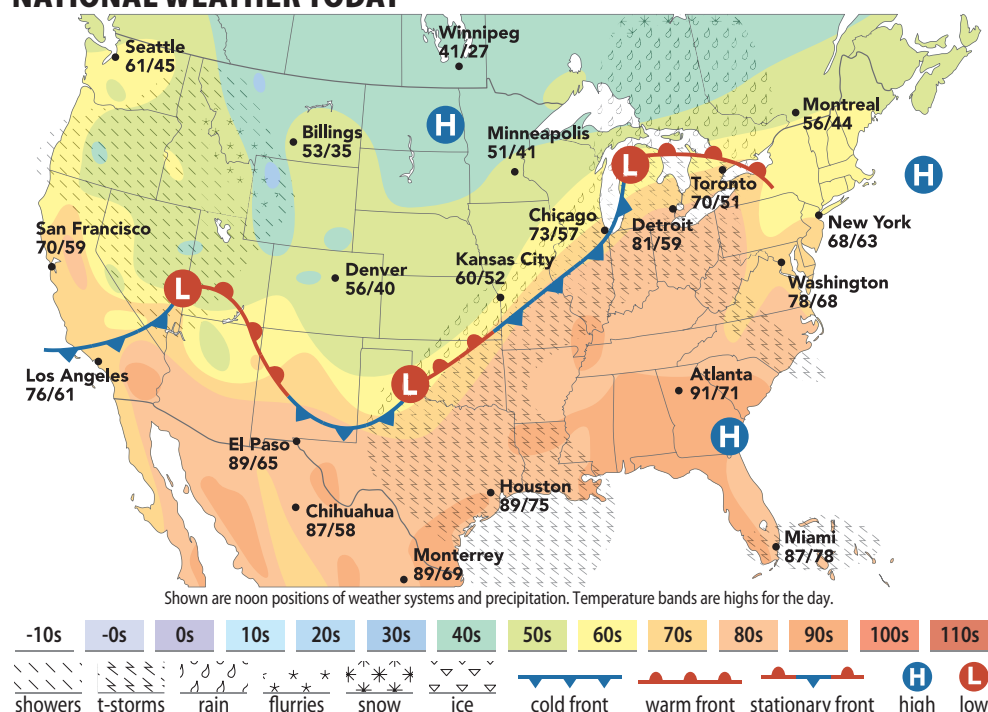 NATIONAL WEATHER TODAY
Winnipeg
41/27
Seattle
61/45
H
Billings
53/35
Minneapolis
51/41
Montreal
56/44
L
H
Toronto
70/51
San Francisco
70/59
Chicago
73/57
Detroit
81/59
New York
68/63
Kansas City
60/52
Denver
56/40
L
Washington
78/68
Los Angeles
76/61
L
Atlanta
91/71
H
El Paso
89/65
Houston
89/75
Chihuahua
87/58
Miami
87/78
Monterrey
89/69
Shown are noon positions of weather systems and precipitation. Temperature bands are highs for the day.
-10s -0s 0s 10s 20s 30s 40s 50s 60s 70s 80s 90s 100s 110s
H L
showers t-storms rain flurries snow ice cold front warm front stationary front high low